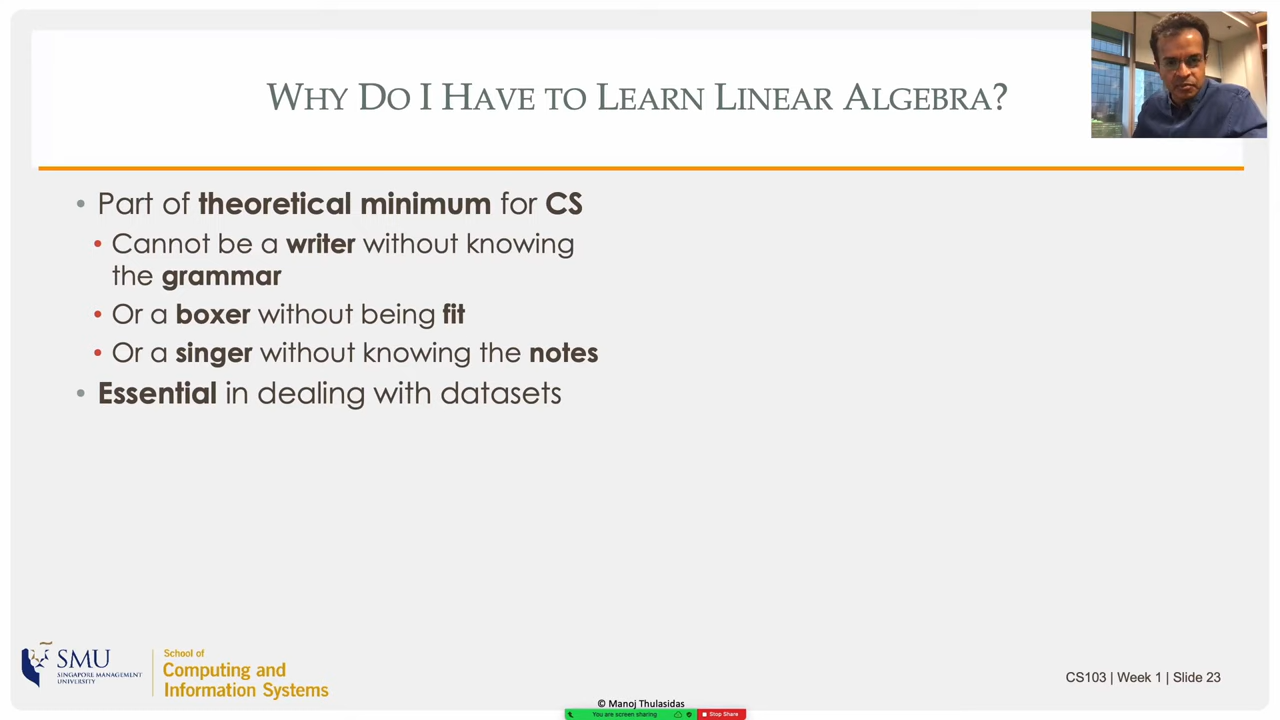 WHY DO I HAVE TO LEARN LINEAR ALGEBRA?
• Part of theoretical minimum for CS
• Cannot be a writer without knowing
the grammar
• Or a boxer without being fit
• Or a singer without knowing the notes
• Essential in dealing with datasets
SMU
SINGAPORE MANAGEMENT
UNIVERSITY
School of
Computing and
Information Systems
CS103 | Week 1 | Slide 23
© Manoj Thulasidas
You are screen sharing
Stop Share